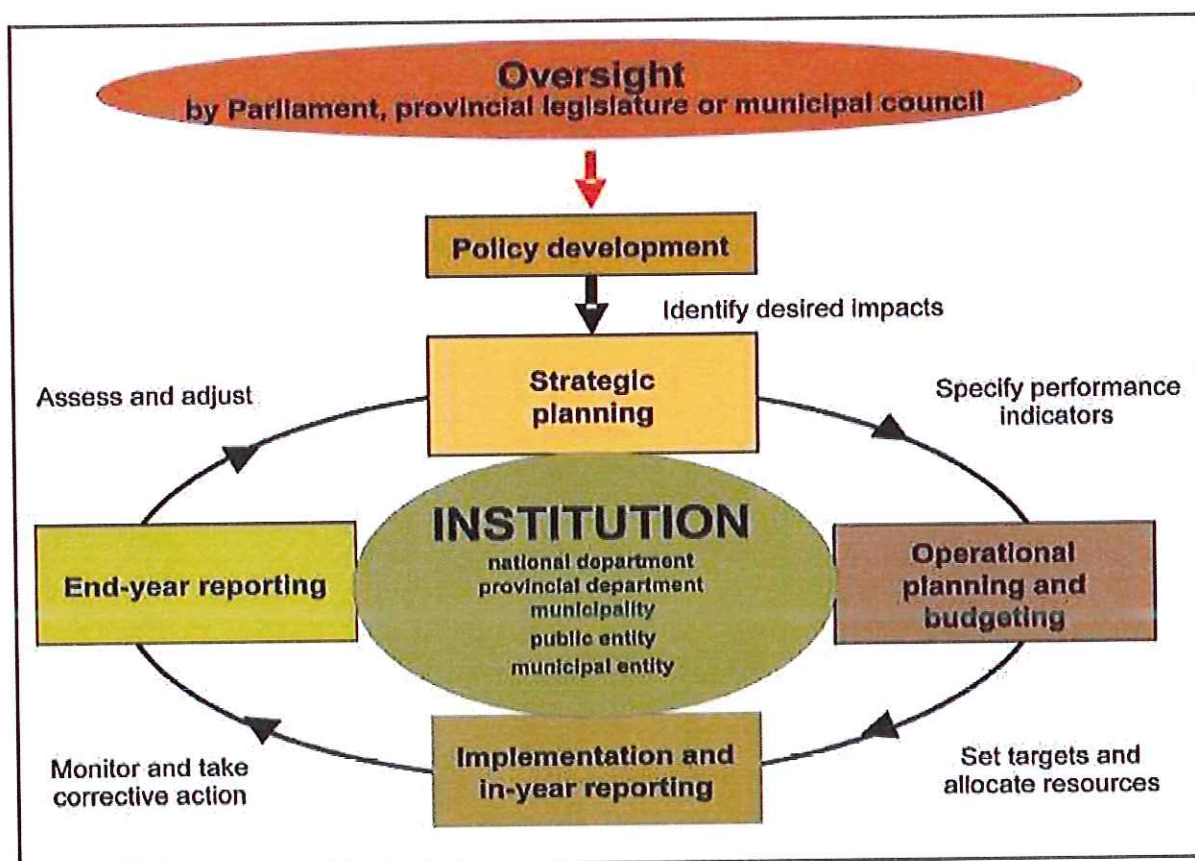 Oversight
by Parliament, provincial legislature or municipal council
Policy development
Identify desired impacts
Strategic
planning
Assess and adjust
Specify performance
indicators
INSTITUTION
national department
provincial department
municipality
public entity
municipal entity
End-year reporting
Operational
planning and
budgeting
Implementation and
in-year reporting
Monitor and take
corrective action
Set targets and
allocate resources